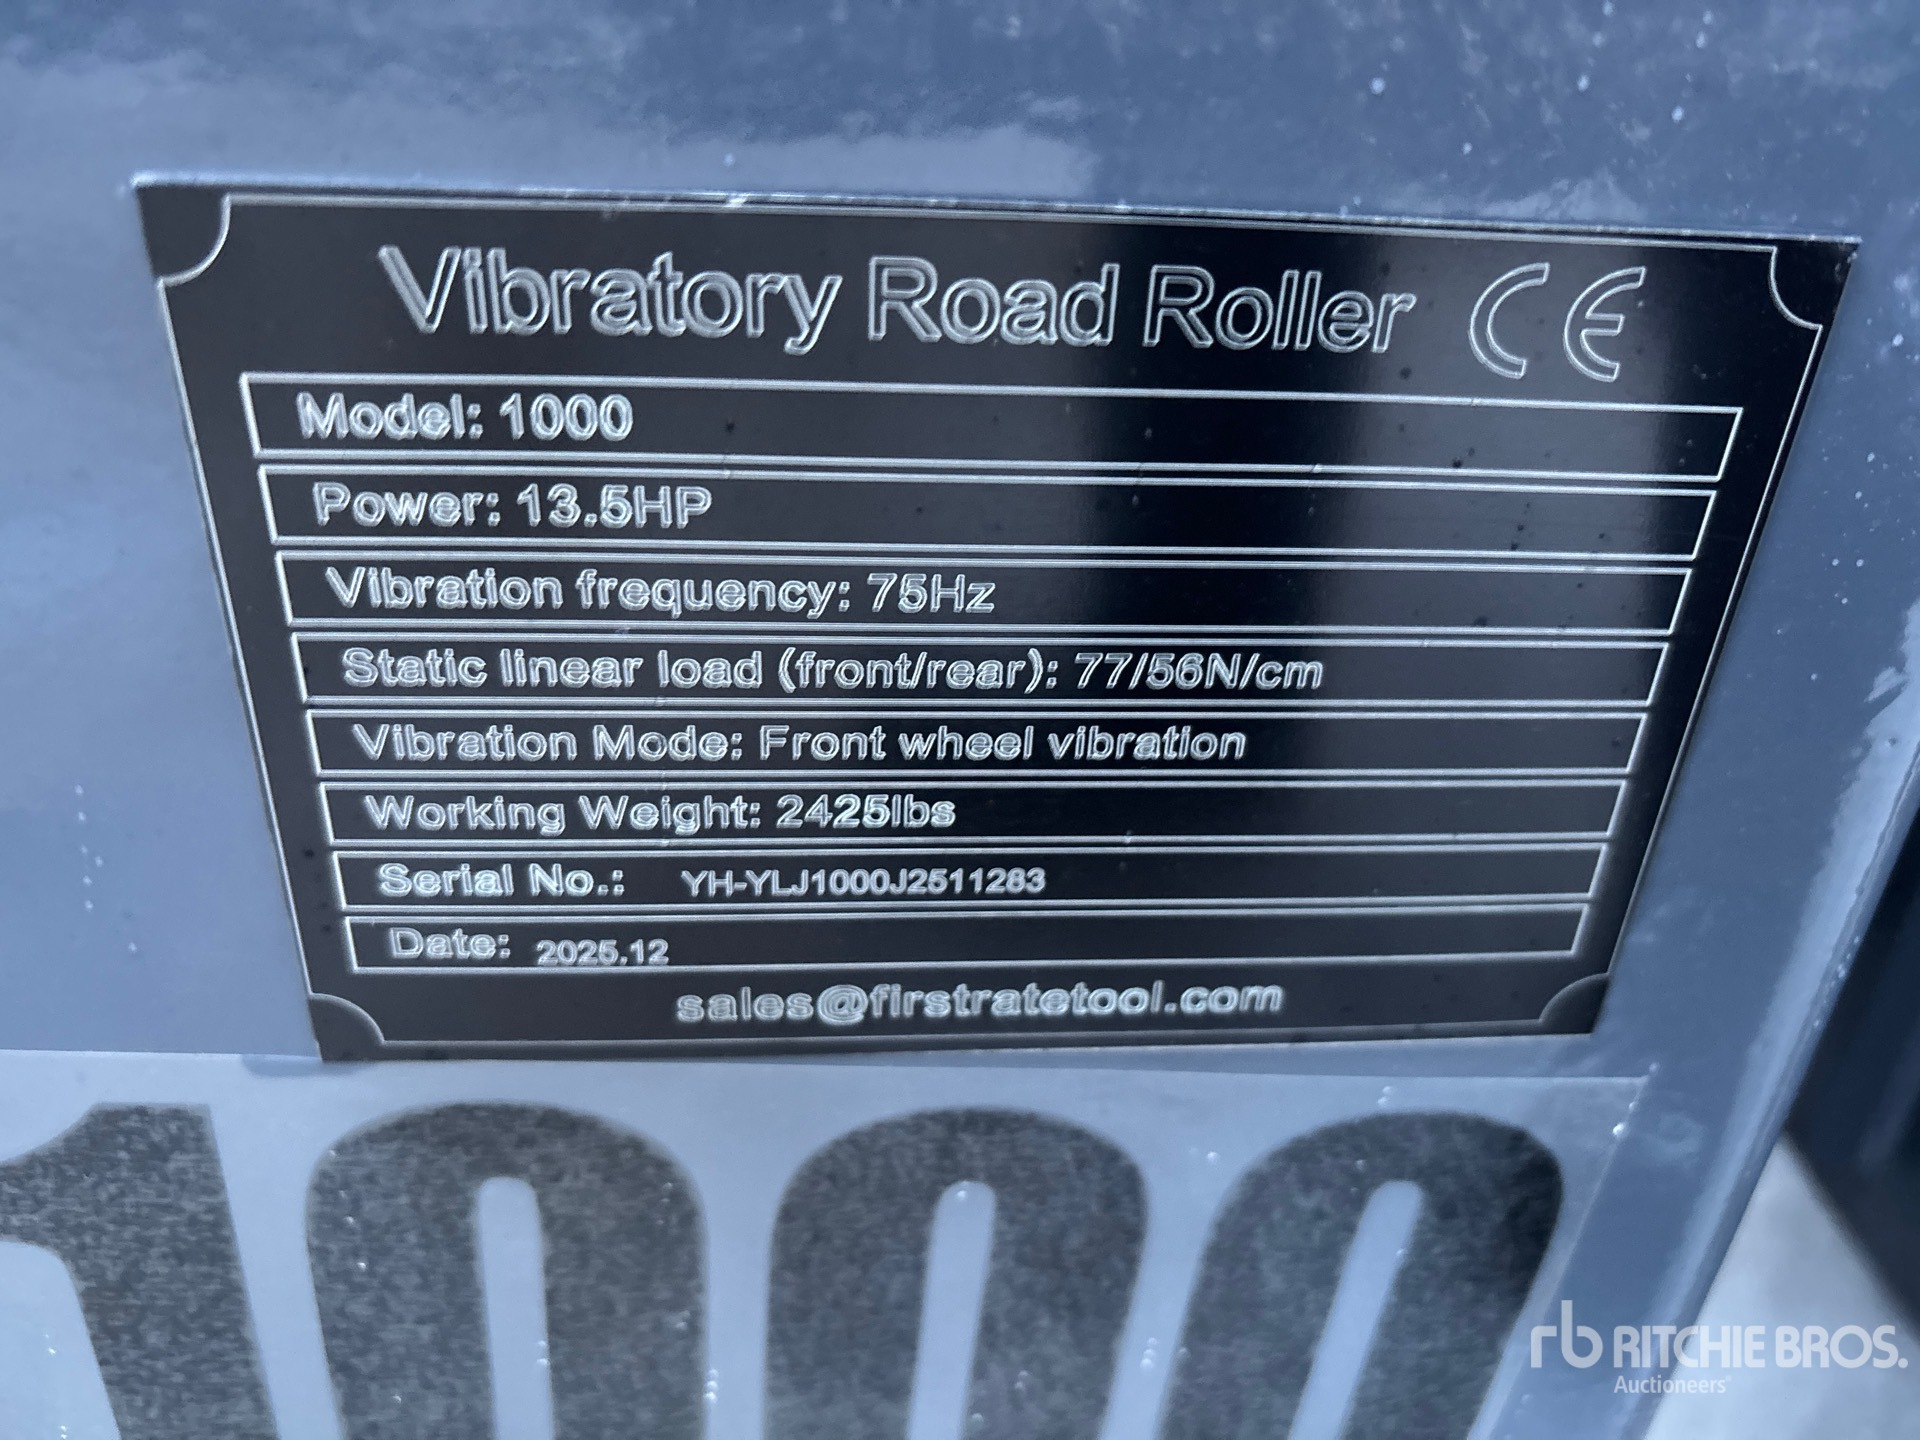 Vibratory Road Roller CE
Model: 1000
Power: 13.5HP
Vibration frequency: 75Hz
Static linear load (front/rear): 77/56N/cm
Vibration Mode: Front wheel vibration
Working Weight: 2425lbs
Serial No.: YH-YLJ1000J2511283
Date: 2025.12
sales@firstratetool.com
1000
rb RITCHIE BROS.
Auctioneers